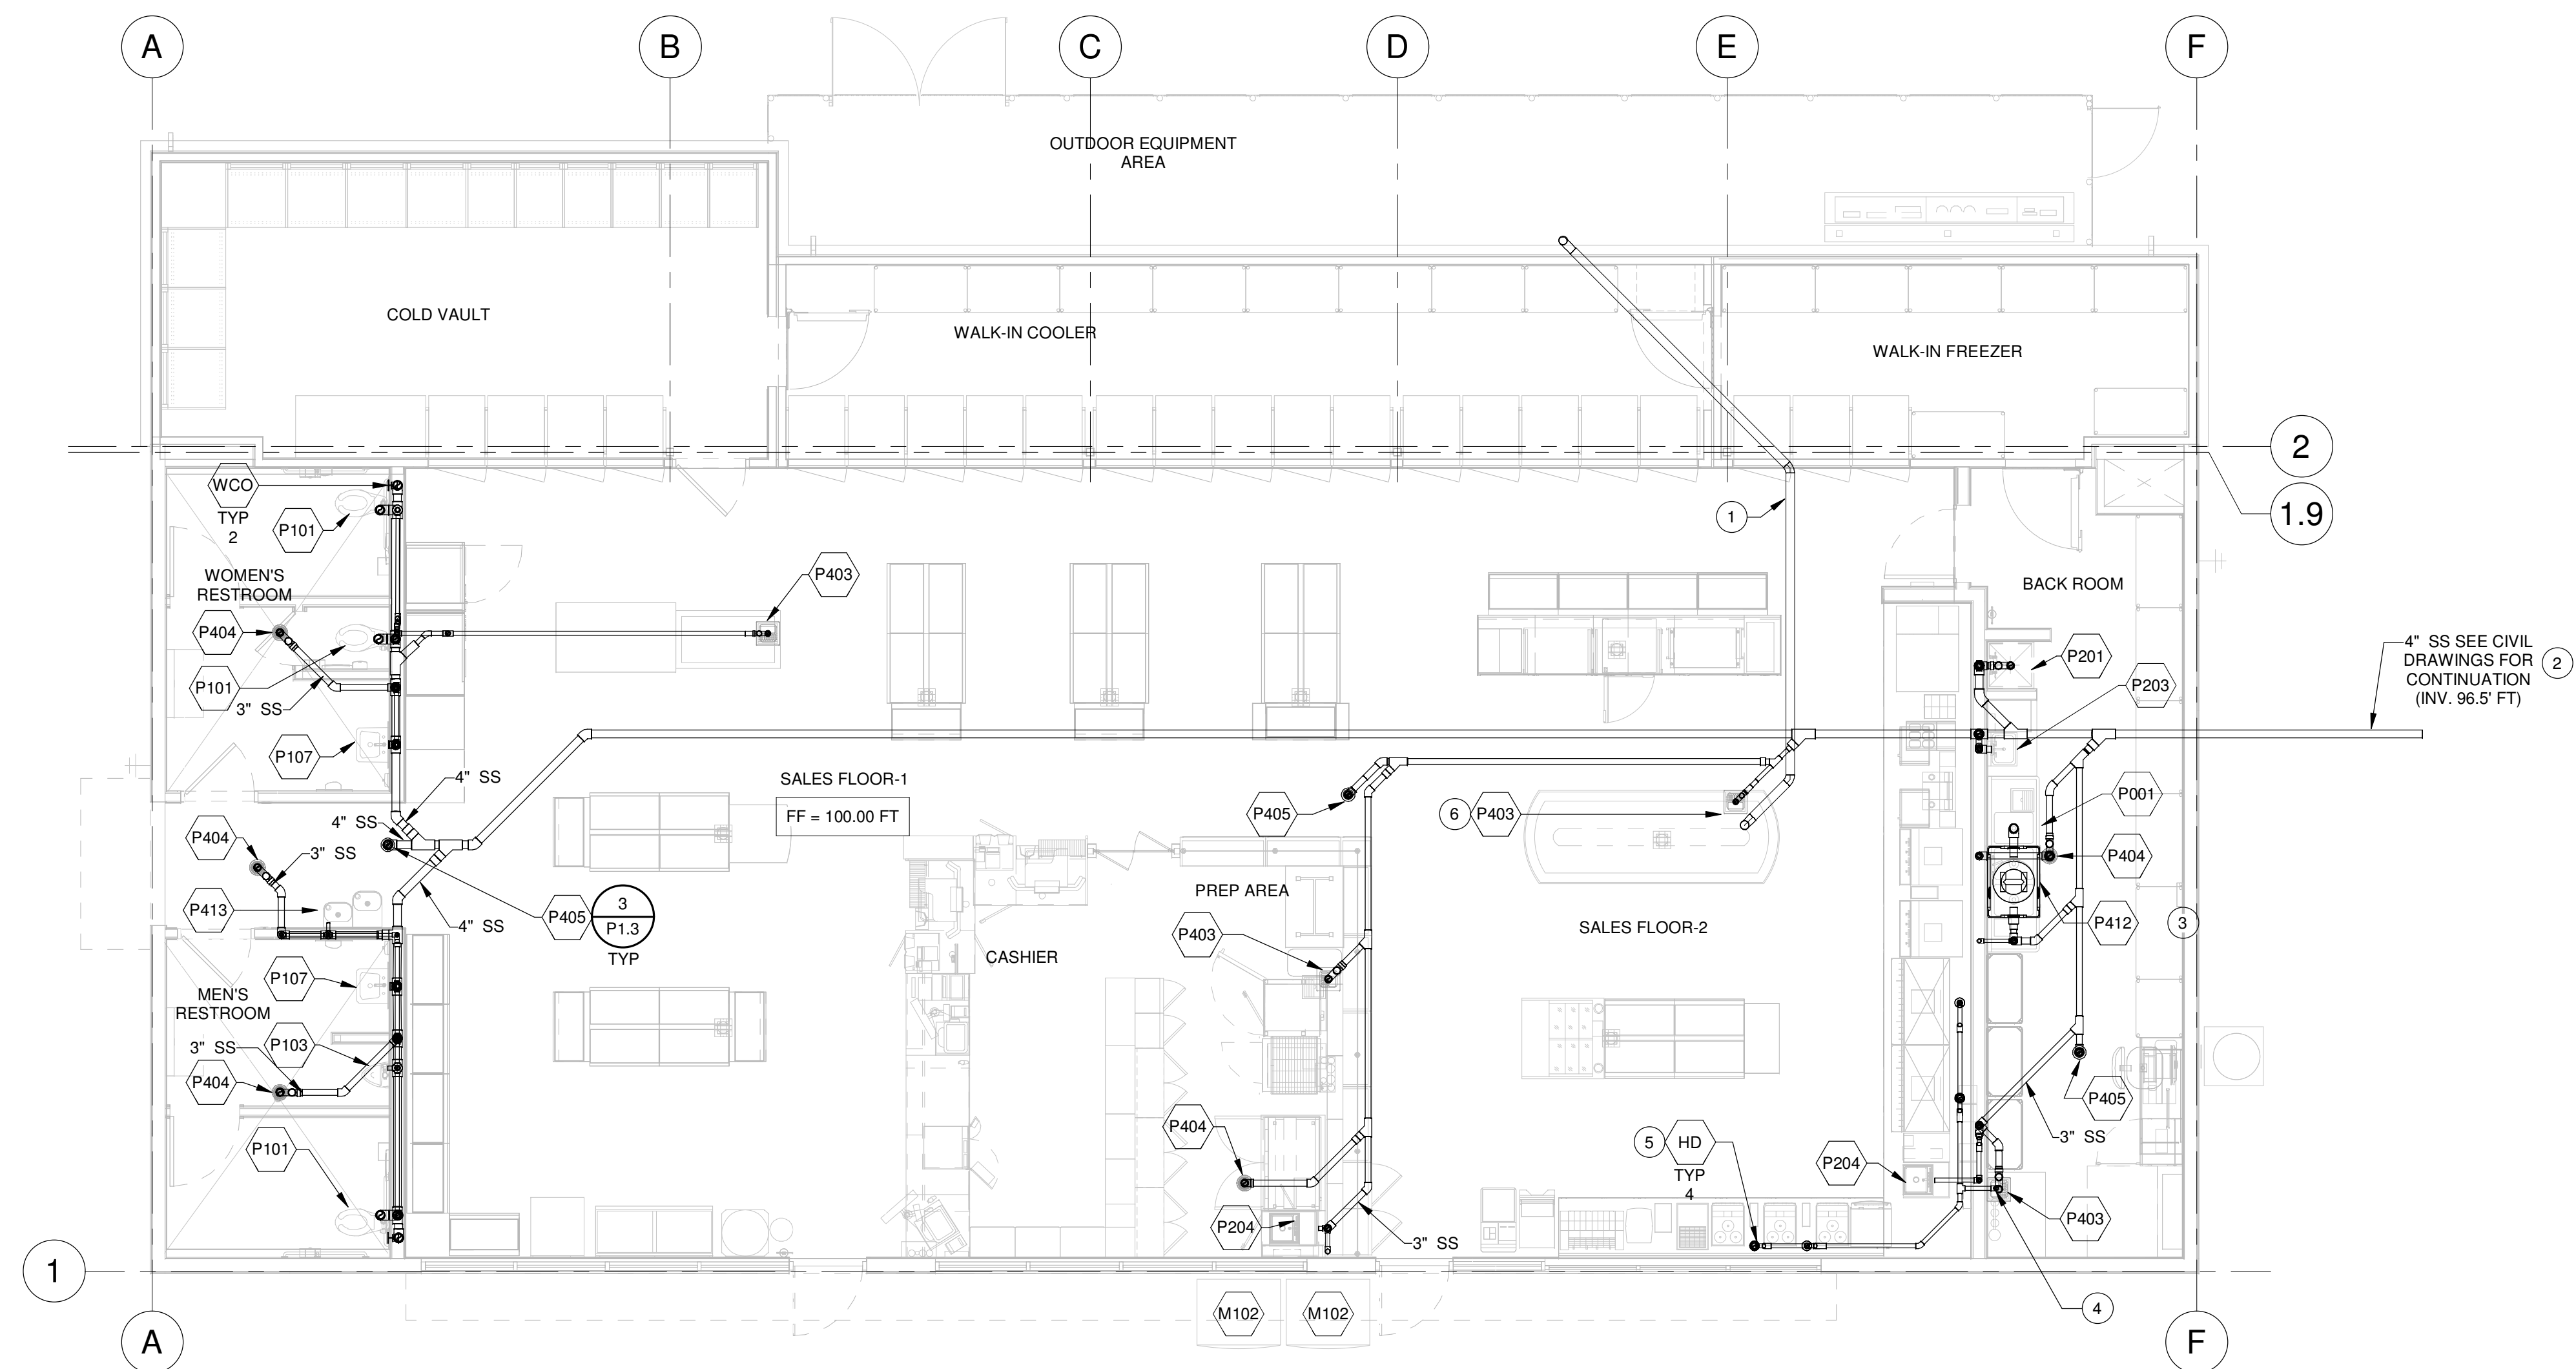 A
B
C
D
E
F
OUTDOOR EQUIPMENT
AREA
COLD VAULT
WALK-IN COOLER
WALK-IN FREEZER
2
1.9
WCO
TYP
2
P101
1
WOMEN'S
RESTROOM
P403
BACK ROOM
P404
P201
4" SS SEE CIVIL
DRAWINGS FOR
CONTINUATION
(INV. 96.5' FT)
2
P101
3" SS
P203
P107
4" SS
SALES FLOOR-1
FF = 100.00 FT
P405
6
P403
P001
4" SS
P404
3" SS
P404
P413
P405
3
P1.3
TYP
4" SS
PREP AREA
P403
SALES FLOOR-2
P412
3
CASHIER
P107
MEN'S
RESTROOM
P103
3" SS
P404
P405
P404
3" SS
P101
5
HD
TYP
4
P204
P204
P403
3" SS
1
M102
M102
4
A
F